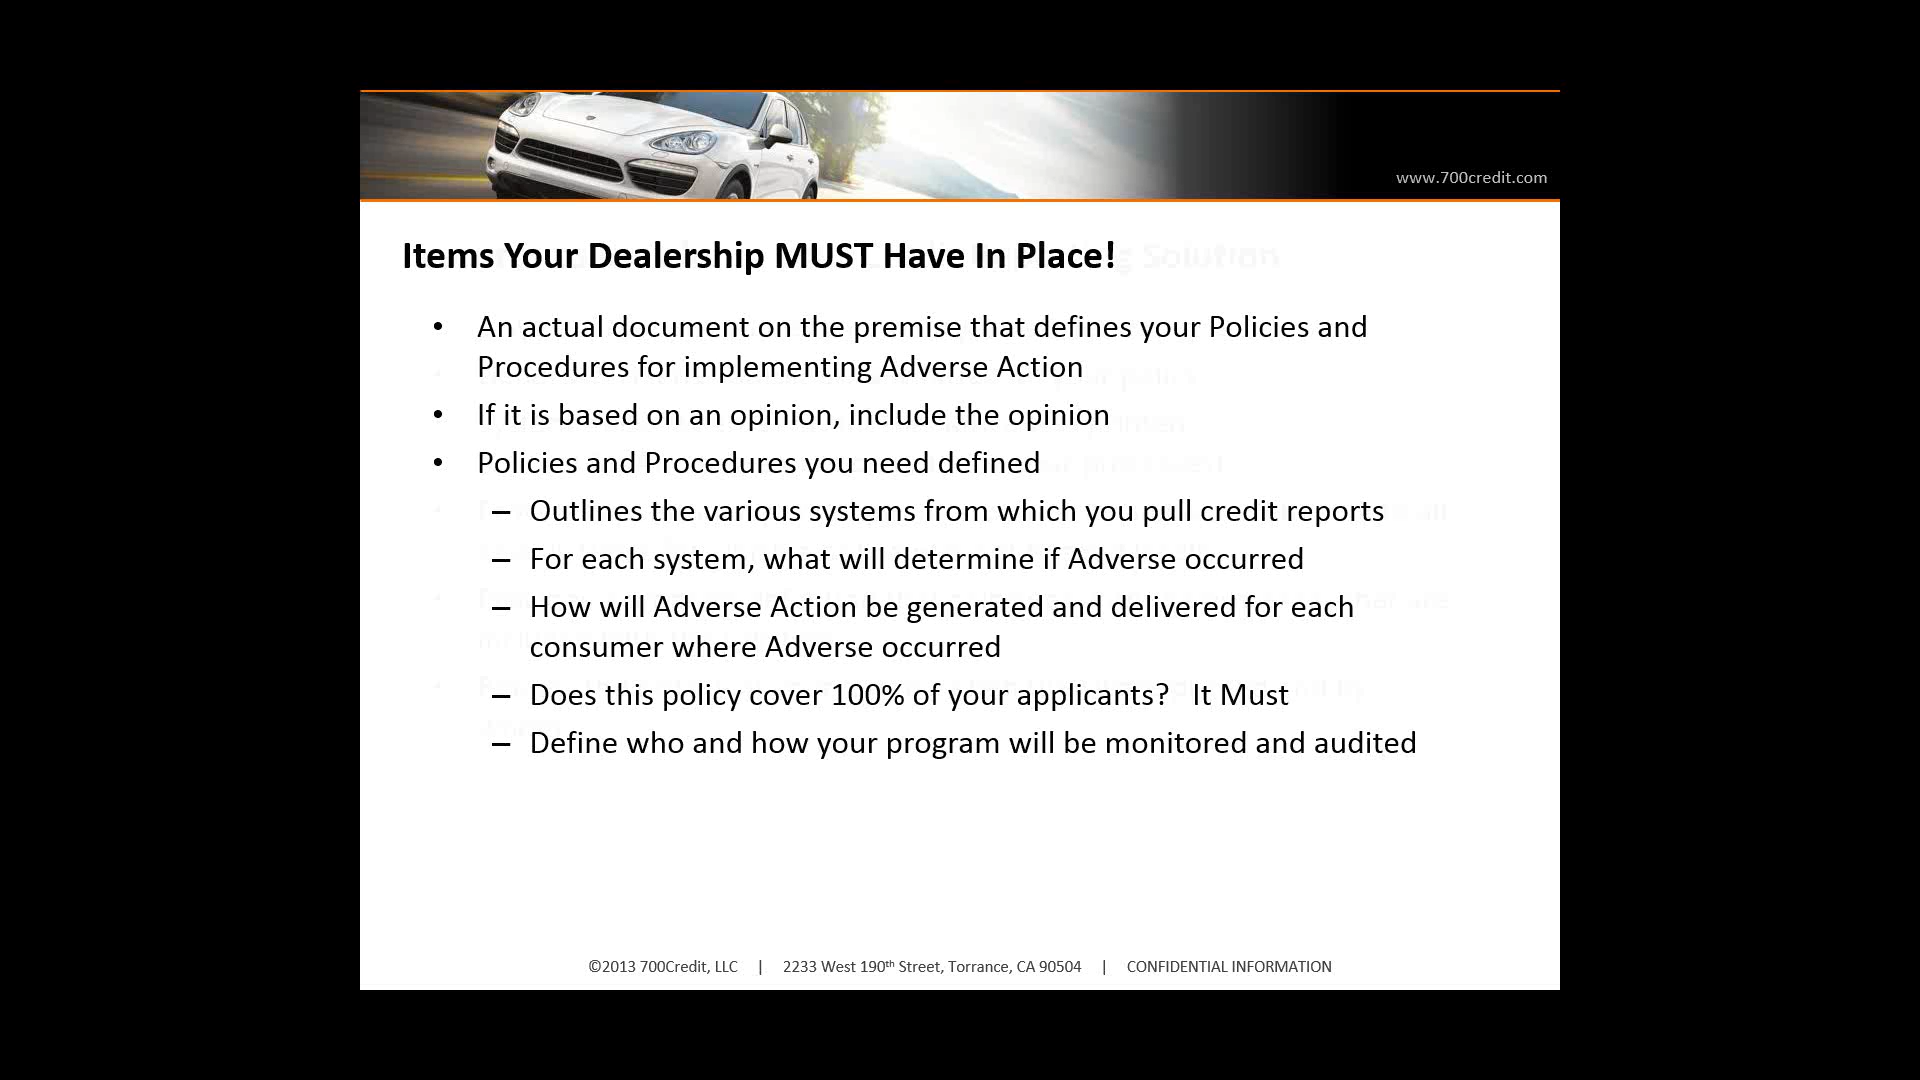 www.700credit.com
Items Your Dealership MUST Have In Place!
Solution
• An actual document on the premise that defines your Policies and
Procedures for implementing Adverse Action
• If it is based on an opinion, include the opinion
• Policies and Procedures you need defined
– Outlines the various systems from which you pull credit reports
– For each system, what will determine if Adverse occurred
– How will Adverse Action be generated and delivered for each
consumer where Adverse occurred
– Does this policy cover 100% of your applicants? It Must
– Define who and how your program will be monitored and audited
©2013 700Credit, LLC | 2233 West 190th Street, Torrance, CA 90504 | CONFIDENTIAL INFORMATION